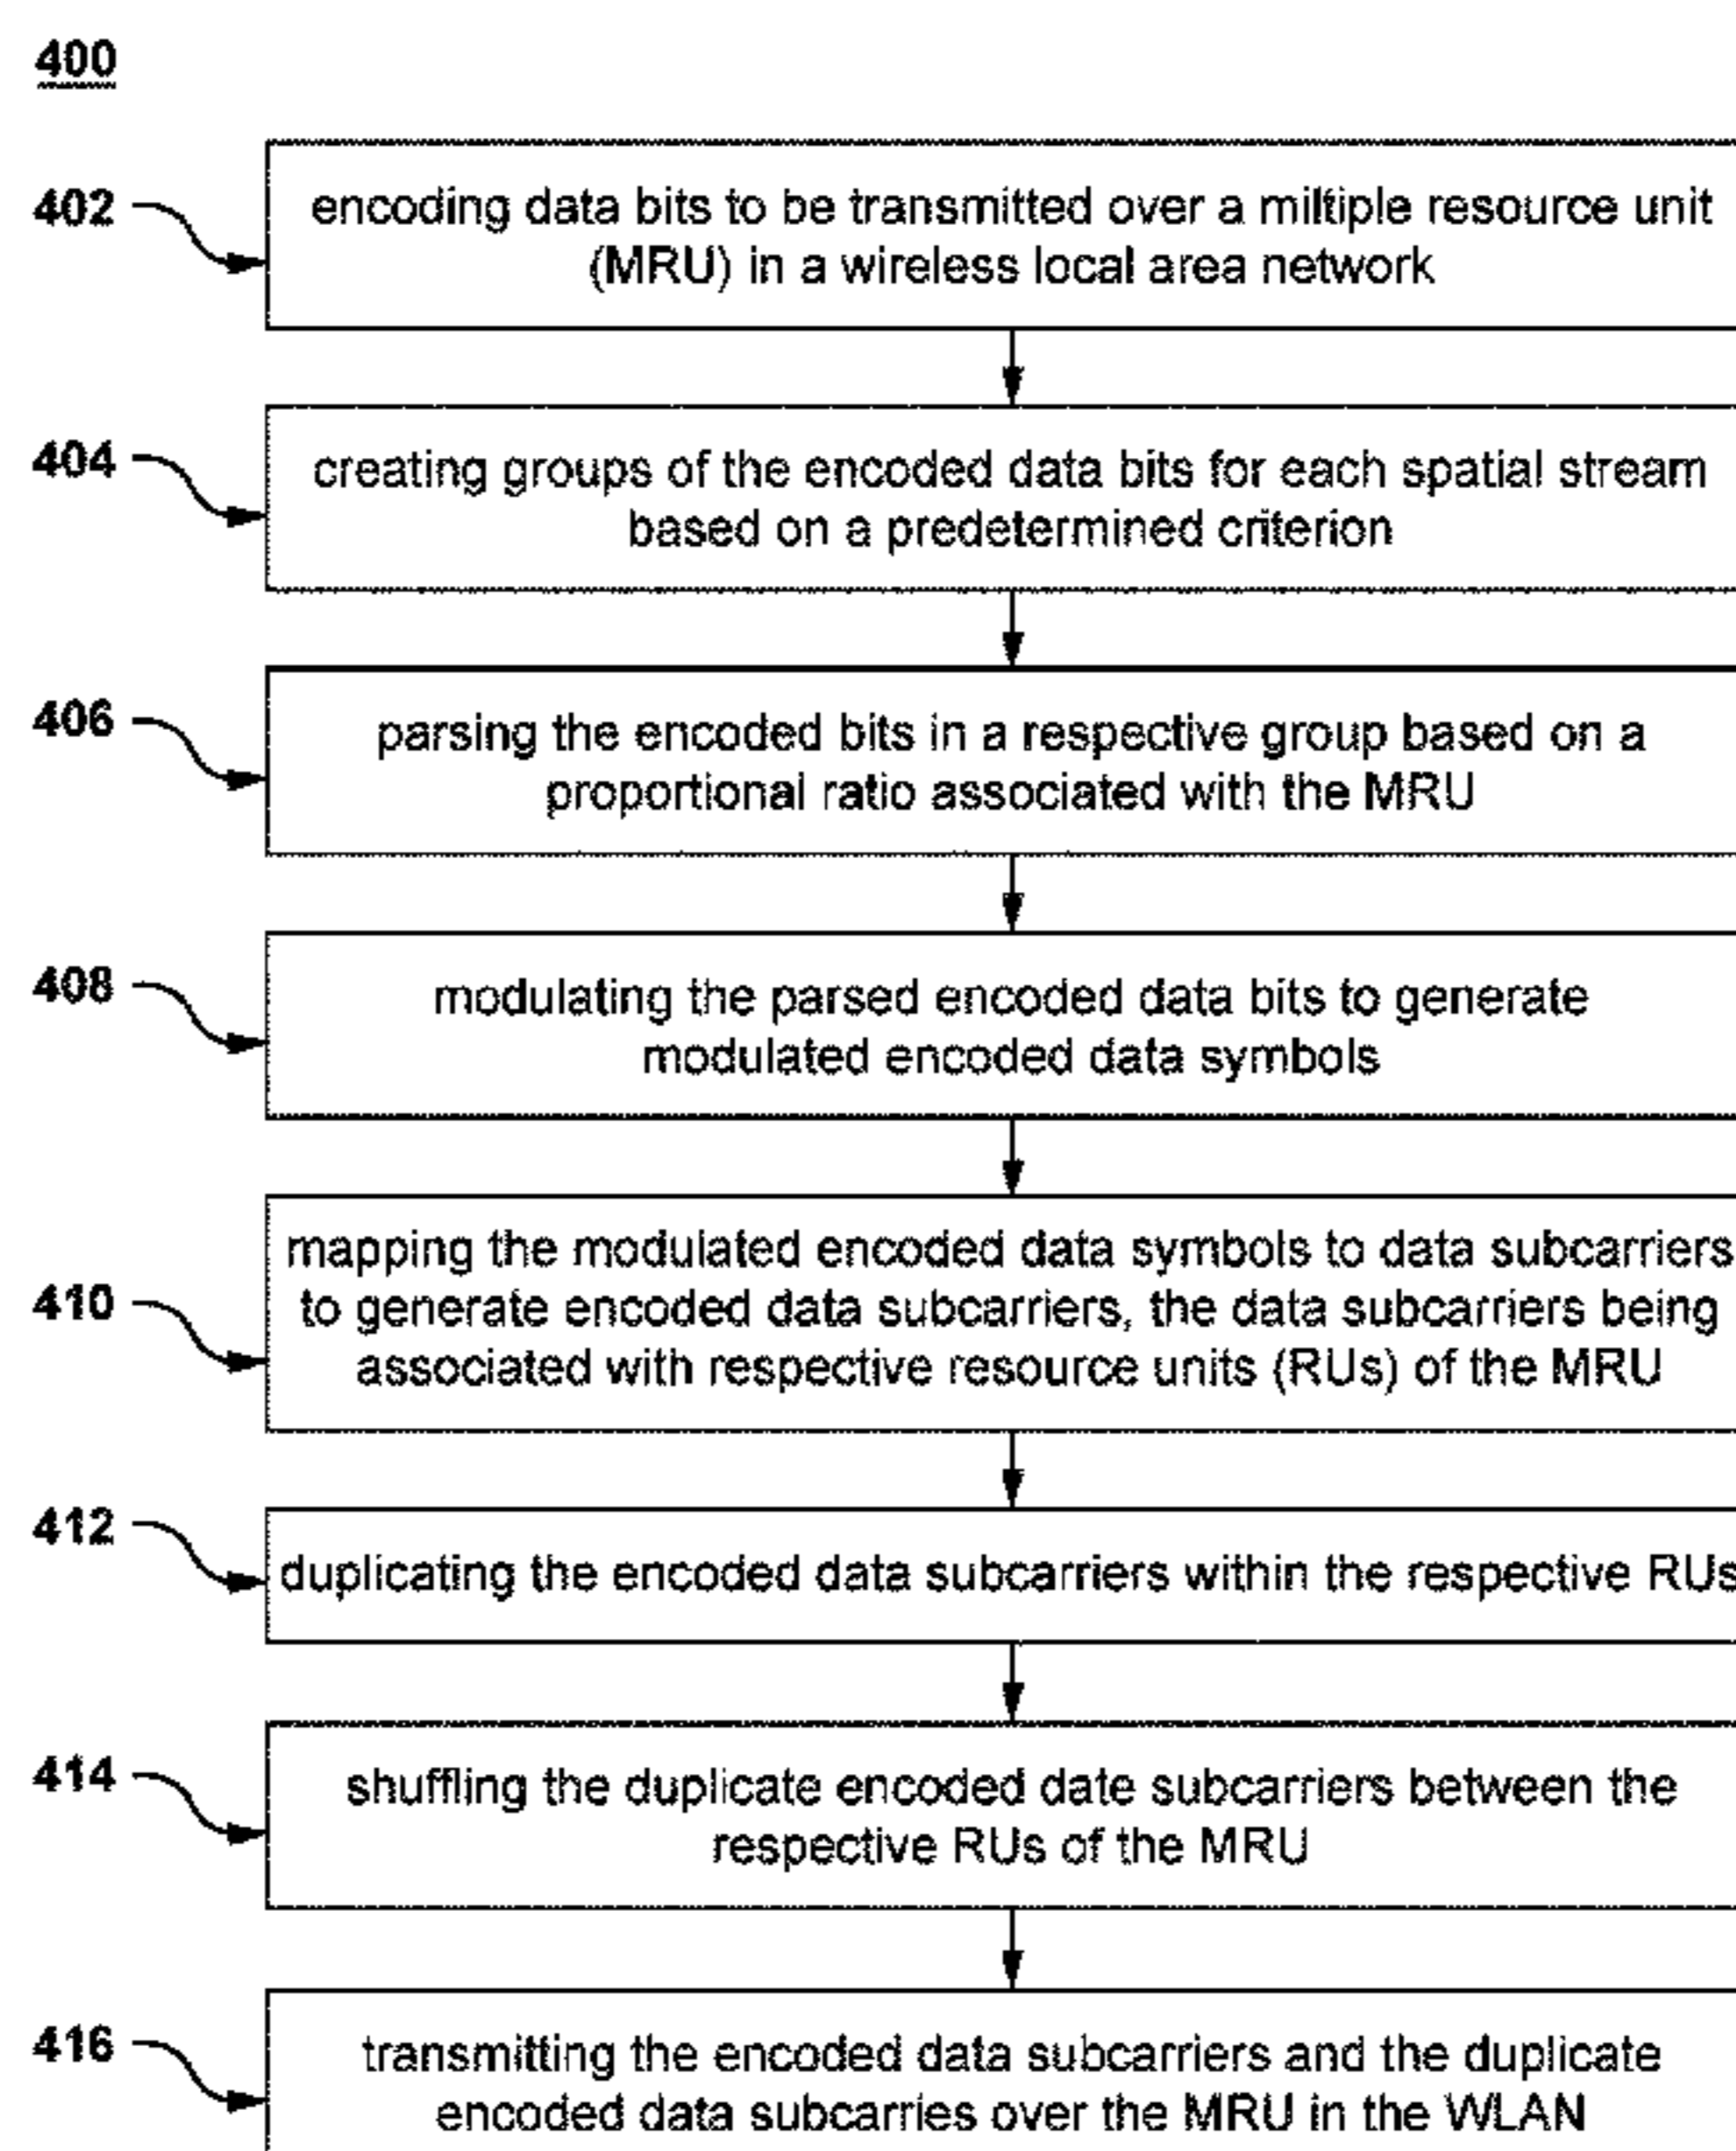 400
402
encoding data bits to be transmitted over a miltiple resource unit
(MRU) in a wireless local area network
404
creating groups of the encoded data bits for each spatial stream
based on a predetermined criterion
406
parsing the encoded bits in a respective group based on a
proportional ratio associated with the MRU
408
modulating the parsed encoded data bits to generate
modulated encoded data symbols
410
mapping the modulated encoded data symbols to data subcarriers
to generate encoded data subcarriers, the data subcarriers being
associated with respective resource units (RUs) of the MRU
412
duplicating the encoded data subcarriers within the respective RUs
414
shuffling the duplicate encoded date subcarriers between the
respective RUs of the MRU
416
transmitting the encoded data subcarriers and the duplicate
encoded data subcarries over the MRU in the WLAN